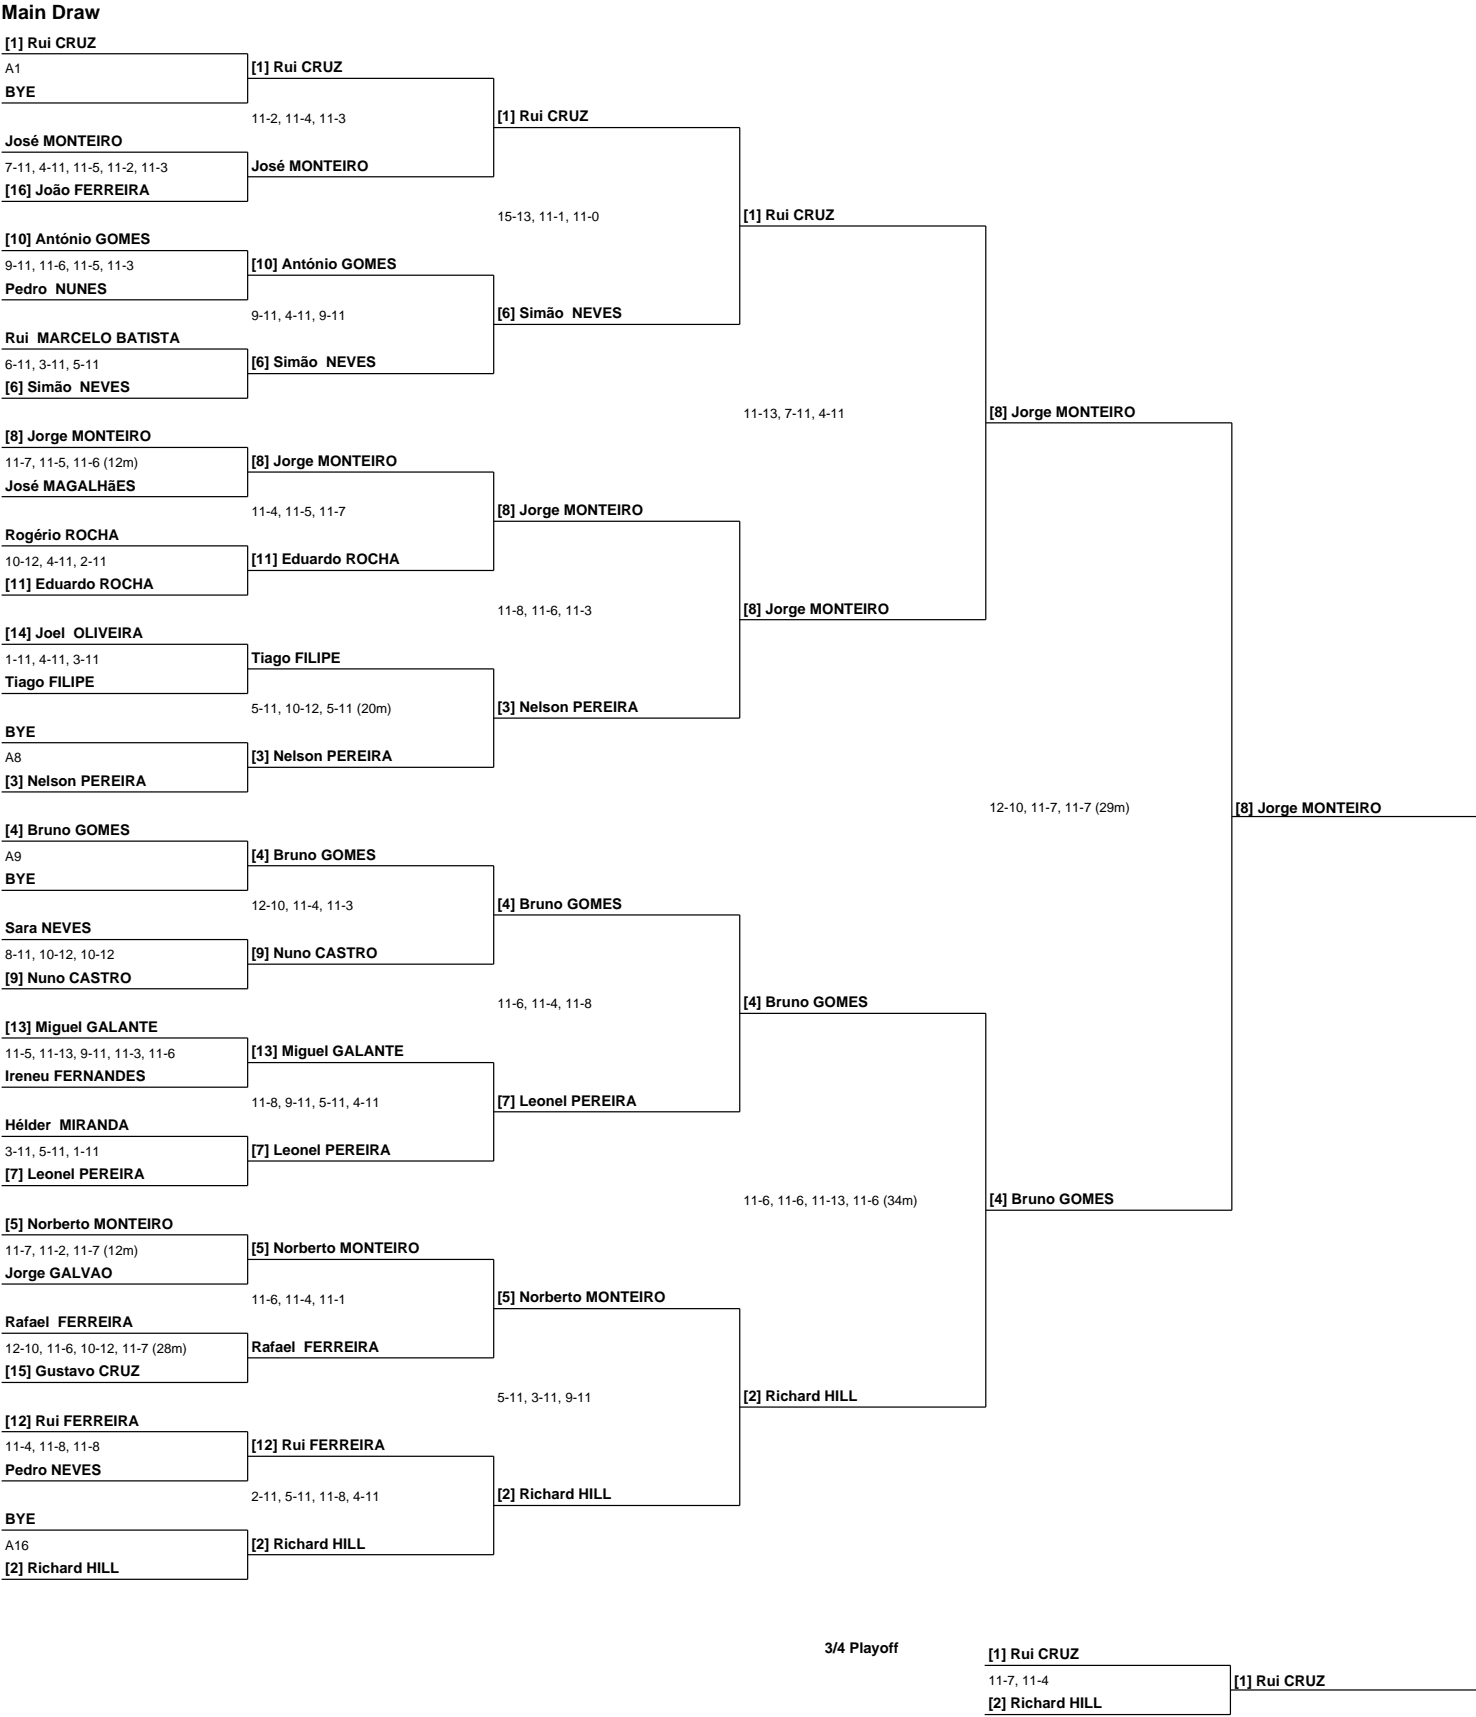 Main Draw
[1] Rui CRUZ
A1
[1] Rui CRUZ
BYE
11-2, 11-4, 11-3
[1] Rui CRUZ
José MONTEIRO
7-11, 4-11, 11-5, 11-2, 11-3
José MONTEIRO
[16] João FERREIRA
15-13, 11-1, 11-0
[1] Rui CRUZ
[10] António GOMES
9-11, 11-6, 11-5, 11-3
[10] António GOMES
Pedro NUNES
9-11, 4-11, 9-11
[6] Simão NEVES
Rui MARCELO BATISTA
6-11, 3-11, 5-11
[6] Simão NEVES
[6] Simão NEVES
11-13, 7-11, 4-11
[8] Jorge MONTEIRO
[8] Jorge MONTEIRO
11-7, 11-5, 11-6 (12m)
[8] Jorge MONTEIRO
José MAGALHãES
11-4, 11-5, 11-7
[8] Jorge MONTEIRO
Rogério ROCHA
10-12, 4-11, 2-11
[11] Eduardo ROCHA
[11] Eduardo ROCHA
11-8, 11-6, 11-3
[8] Jorge MONTEIRO
[14] Joel OLIVEIRA
1-11, 4-11, 3-11
Tiago FILIPE
Tiago FILIPE
5-11, 10-12, 5-11 (20m)
[3] Nelson PEREIRA
BYE
A8
[3] Nelson PEREIRA
[3] Nelson PEREIRA
12-10, 11-7, 11-7 (29m)
[8] Jorge MONTEIRO
[4] Bruno GOMES
A9
[4] Bruno GOMES
BYE
12-10, 11-4, 11-3
[4] Bruno GOMES
Sara NEVES
8-11, 10-12, 10-12
[9] Nuno CASTRO
[9] Nuno CASTRO
11-6, 11-4, 11-8
[4] Bruno GOMES
[13] Miguel GALANTE
11-5, 11-13, 9-11, 11-3, 11-6
[13] Miguel GALANTE
Ireneu FERNANDES
11-8, 9-11, 5-11, 4-11
[7] Leonel PEREIRA
Hélder MIRANDA
3-11, 5-11, 1-11
[7] Leonel PEREIRA
[7] Leonel PEREIRA
11-6, 11-6, 11-13, 11-6 (34m)
[4] Bruno GOMES
[5] Norberto MONTEIRO
11-7, 11-2, 11-7 (12m)
[5] Norberto MONTEIRO
Jorge GALVAO
11-6, 11-4, 11-1
[5] Norberto MONTEIRO
Rafael FERREIRA
12-10, 11-6, 10-12, 11-7 (28m)
Rafael FERREIRA
[15] Gustavo CRUZ
5-11, 3-11, 9-11
[2] Richard HILL
[12] Rui FERREIRA
11-4, 11-8, 11-8
[12] Rui FERREIRA
Pedro NEVES
2-11, 5-11, 11-8, 4-11
[2] Richard HILL
BYE
A16
[2] Richard HILL
[2] Richard HILL
3/4 Playoff
[1] Rui CRUZ
11-7, 11-4
[1] Rui CRUZ
[2] Richard HILL